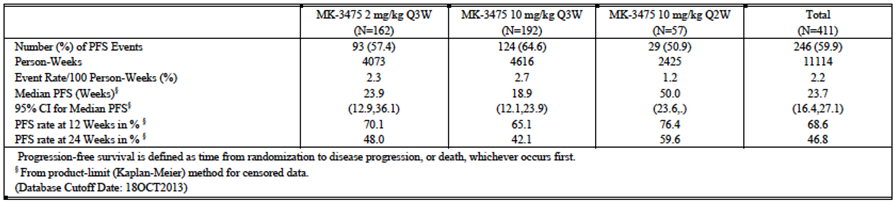 MK-3475 2 mg/kg Q3W MK-3475 10 mg/kg Q3W MK-3475 10 mg/kg Q2W Total
(N=162) (N=192) (N=57) (N=411)
Number (%) of PFS Events 93 (57.4) 124 (64.6) 29 (50.9) 246 (59.9)
Person-Weeks 4073 4616 2425 11114
Event Rate/100 Person-Weeks (%) 2.3 2.7 1.2 2.2
Median PFS (Weeks)§ 23.9 18.9 50.0 23.7
95% CI for Median PFS§ (12.9,36.1) (12.1,23.9) (23.6,.) (16.4,27.1)
PFS rate at 12 Weeks in % § 70.1 65.1 76.4 68.6
PFS rate at 24 Weeks in % § 48.0 42.1 59.6 46.8
Progression-free survival is defined as time from randomization to disease progression, or death, whichever occurs first.
§ From product-limit (Kaplan-Meier) method for censored data.
(Database Cutoff Date: 18OCT2013)